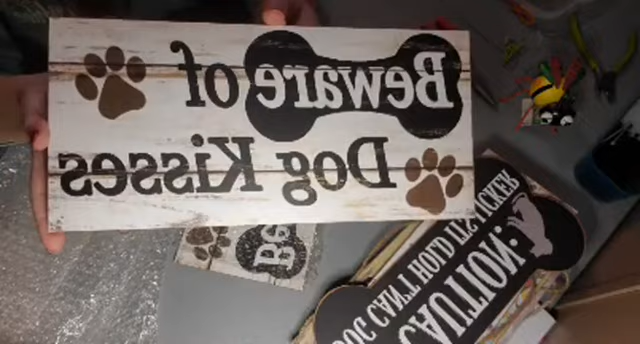 Beware of
Dog Kisses
Be
CAUTION:
DOG CAN'T HOLD ITS LICKER